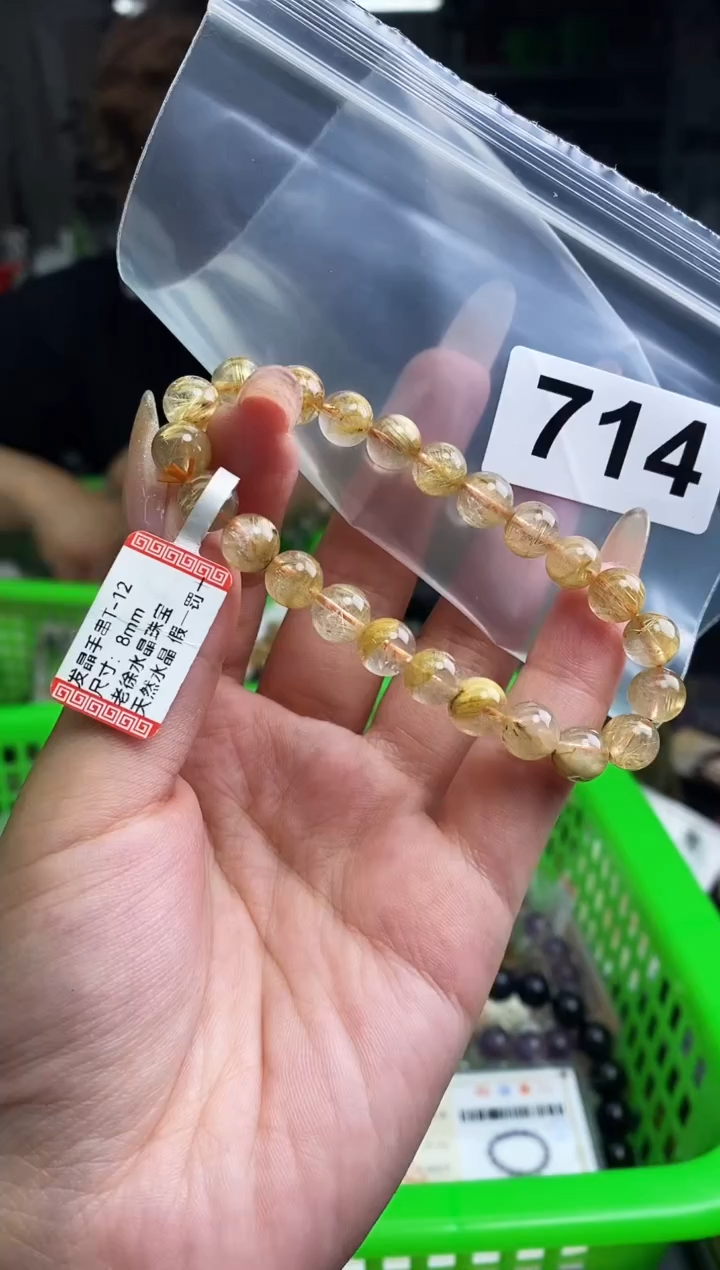 714
发晶手串T-12
尺寸：8mm
老徐水晶珠宝
天然水晶 假一罚十